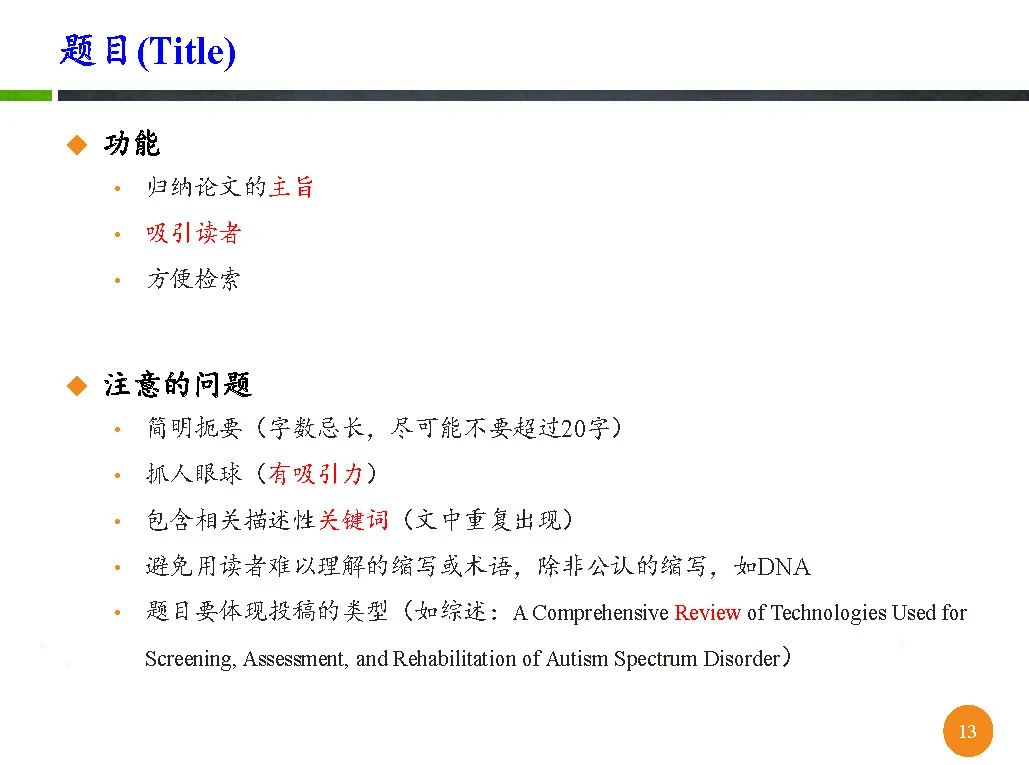 题目(Title)
功能
归纳论文的主旨
吸引读者
方便检索
注意的问题
简明扼要（字数忌长，尽可能不要超过20字）
抓人眼球（有吸引力）
包含相关描述性关键词（文中重复出现）
避免用读者难以理解的缩写或术语，除非公认的缩写，如DNA
题目要体现投稿的类型（如综述：A Comprehensive Review of Technologies Used for
Screening, Assessment, and Rehabilitation of Autism Spectrum Disorder）
13